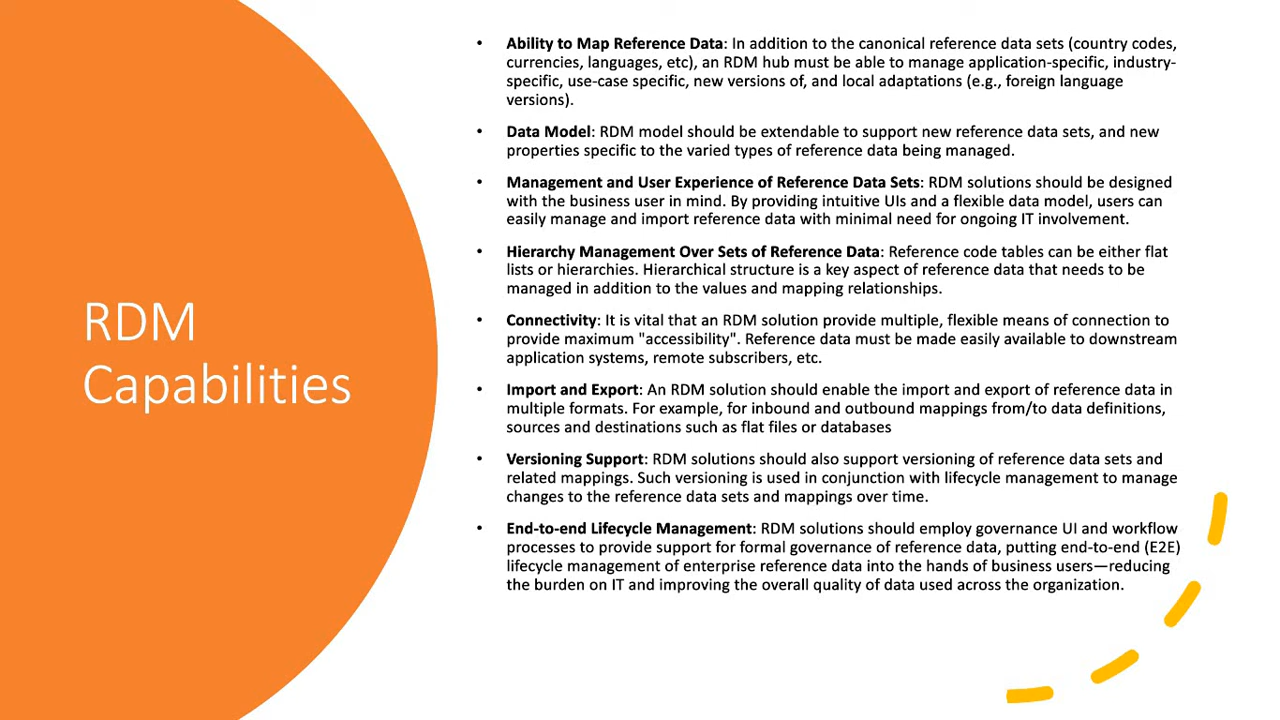 RDM
Capabilities
• Ability to Map Reference Data: In addition to the canonical reference data sets (country codes,
currencies, languages, etc), an RDM hub must be able to manage application-specific, industry-
specific, use-case specific, new versions of, and local adaptations (e.g., foreign language
versions).
• Data Model: RDM model should be extendable to support new reference data sets, and new
properties specific to the varied types of reference data being managed.
• Management and User Experience of Reference Data Sets: RDM solutions should be designed
with the business user in mind. By providing intuitive UIs and a flexible data model, users can
easily manage and import reference data with minimal need for ongoing IT involvement.
• Hierarchy Management Over Sets of Reference Data: Reference code tables can be either flat
lists or hierarchies. Hierarchical structure is a key aspect of reference data that needs to be
managed in addition to the values and mapping relationships.
• Connectivity: It is vital that an RDM solution provide multiple, flexible means of connection to
provide maximum "accessibility". Reference data must be made easily available to downstream
application systems, remote subscribers, etc.
• Import and Export: An RDM solution should enable the import and export of reference data in
multiple formats. For example, for inbound and outbound mappings from/to data definitions,
sources and destinations such as flat files or databases
• Versioning Support: RDM solutions should also support versioning of reference data sets and
related mappings. Such versioning is used in conjunction with lifecycle management to manage
changes to the reference data sets and mappings over time.
• End-to-end Lifecycle Management: RDM solutions should employ governance UI and workflow
processes to provide support for formal governance of reference data, putting end-to-end (E2E)
lifecycle management of enterprise reference data into the hands of business users—reducing
the burden on IT and improving the overall quality of data used across the organization.